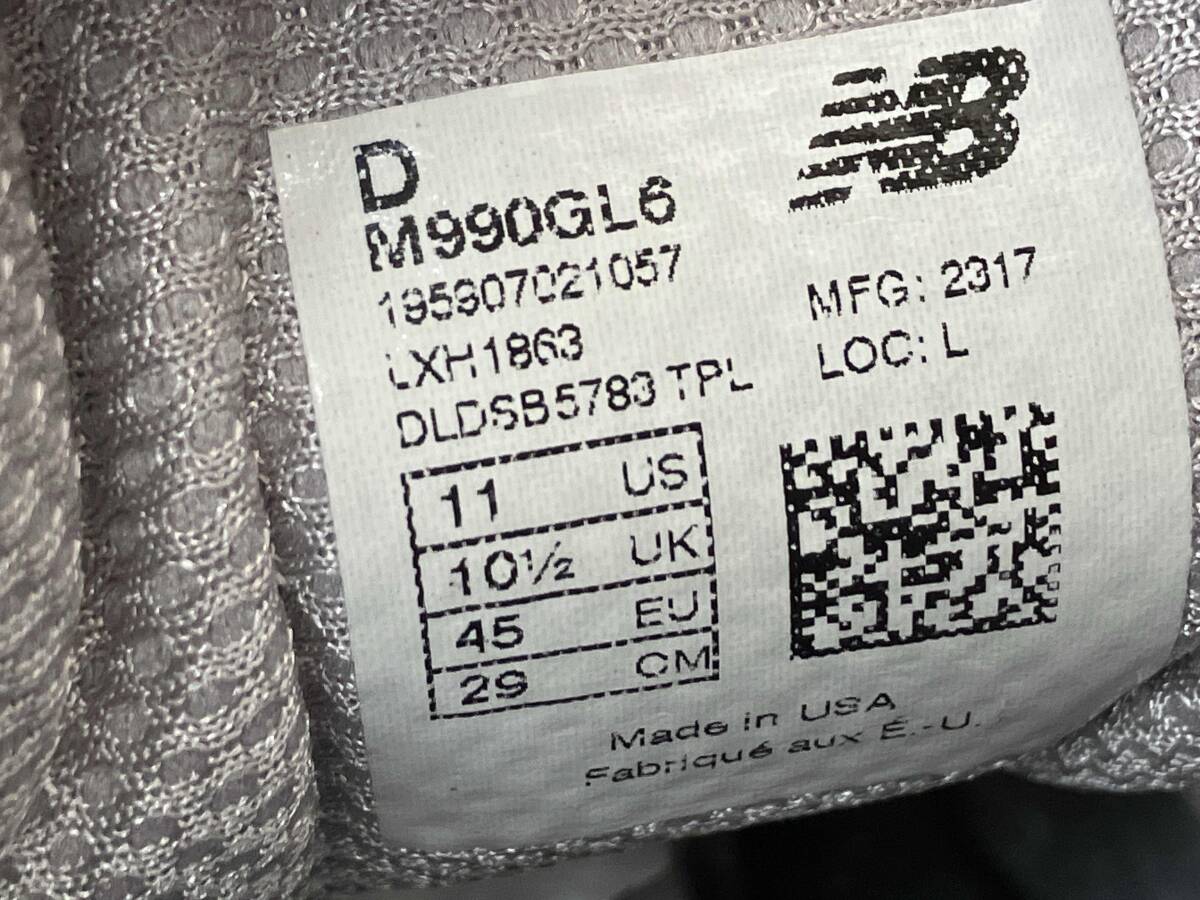 NB
D
M990GL6
195907021057
LXH1863
DLDSB5783 TPL
MFG: 2317
LOC: L
11 US
10½ UK
45 EU
29 CM
Made in USA
Fabriqué aux É.-U.